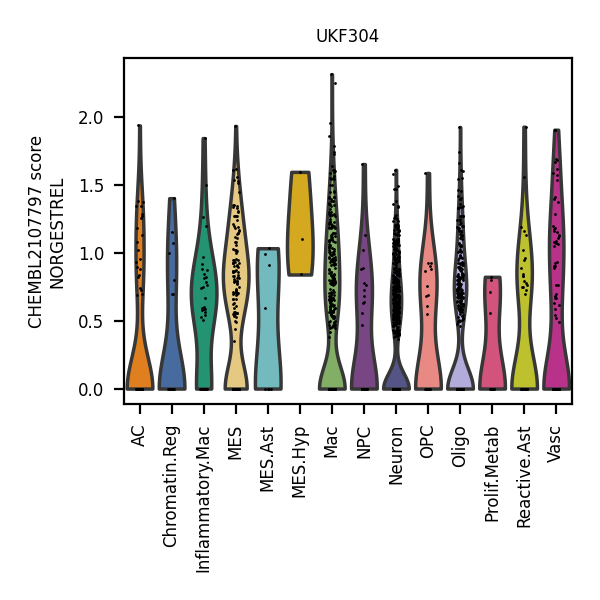 UKF304
CHEMBL2107797 score
NORGESTREL
2.0
1.5
1.0
0.5
0.0
AC
Chromatin.Reg
Inflammatory.Mac
MES
MES.Ast
MES.Hyp
Mac
NPC
Neuron
OPC
Oligo
Prolif.Metab
Reactive.Ast
Vasc